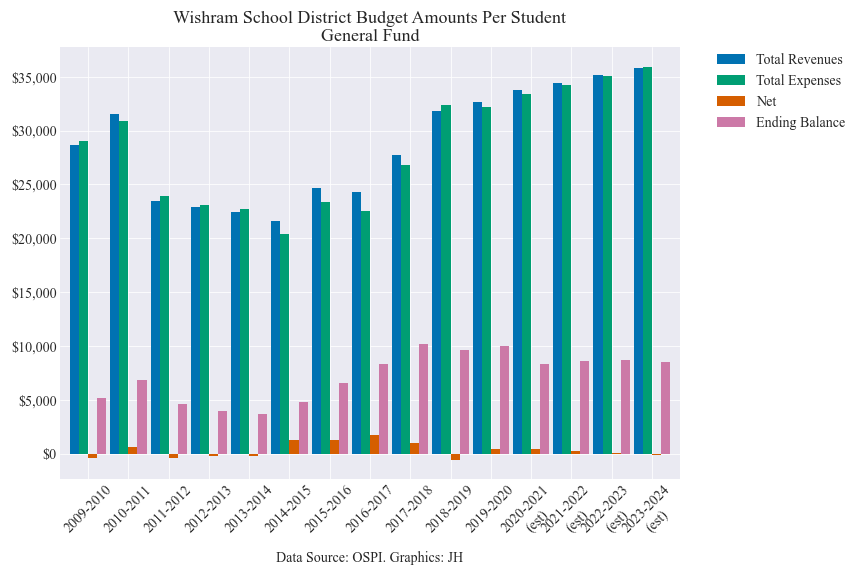 Wishram School District Budget Amounts Per Student
General Fund
Total Revenues
Total Expenses
Net
Ending Balance
$35,000
$30,000
$25,000
$20,000
$15,000
$10,000
$5,000
$0
2009-2010
2010-2011
2011-2012
2012-2013
2013-2014
2014-2015
2015-2016
2016-2017
2017-2018
2018-2019
2019-2020
2020-2021
(est)
2021-2022
(est)
2022-2023
(est)
2023-2024
(est)
Data Source: OSPI. Graphics: JH